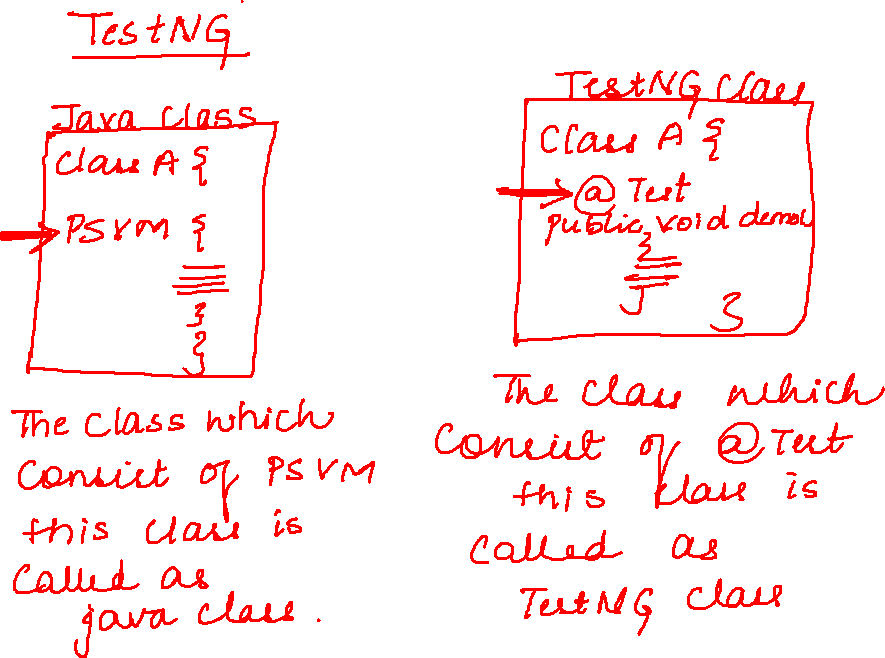 TestNG
Java Class
Class A {
PSVM {
}
}
The class which
Consist of PSVM
this class is
Called as
java class.
TestNG Class
Class A {
@Test
public void demo
{
}
}
The class which
Consist of @Test
this class is
Called as
TestNG class